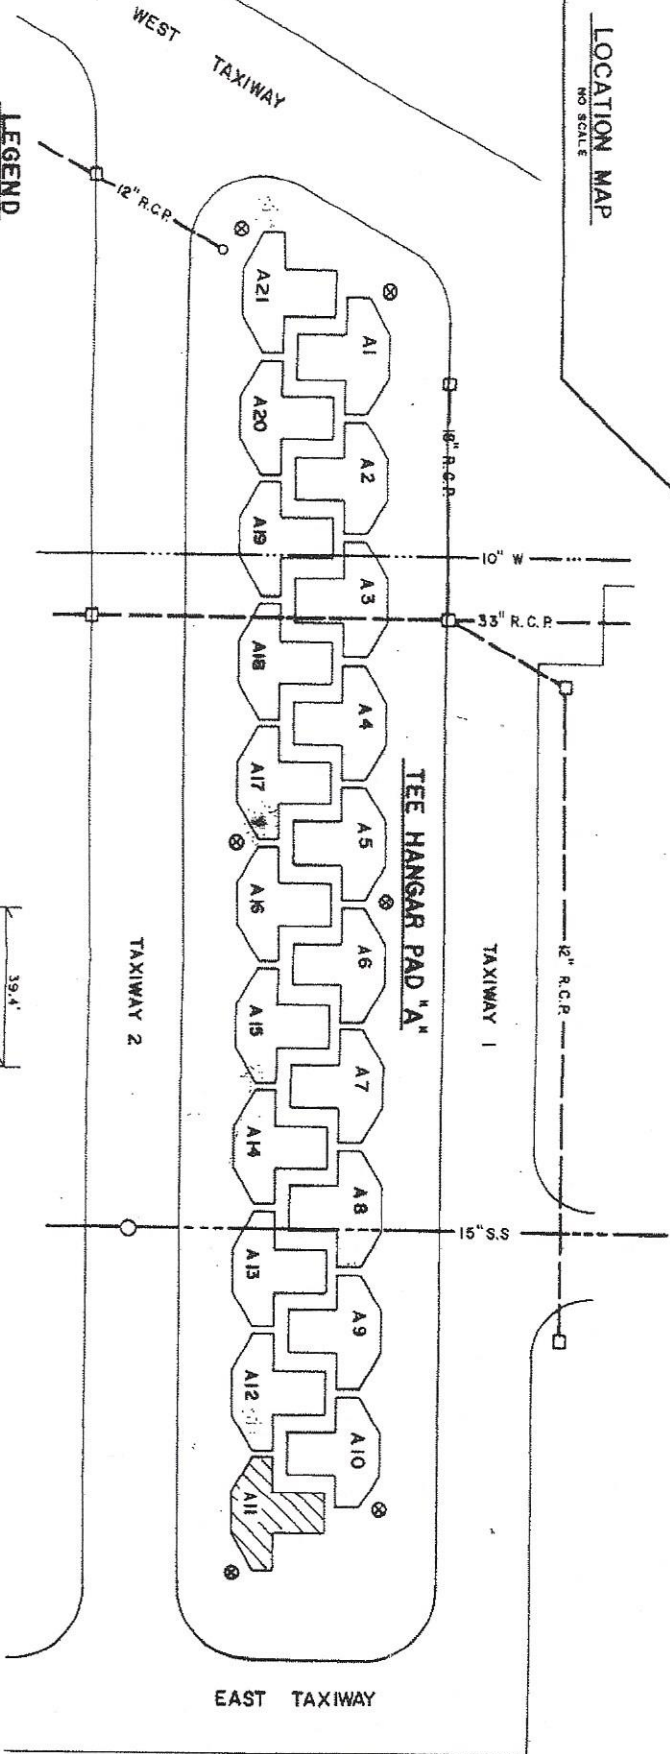 LOCATION MAP
NO SCALE
WEST TAXIWAY
LEGEND
12" R.C.P.
18" R.C.P.
10" W
33" R.C.P.
12" R.C.P.
15" S.S
TEE HANGAR PAD "A"
TAXIWAY 1
TAXIWAY 2
EAST TAXIWAY
39.4'
A1
A2
A3
A4
A5
A6
A7
A8
A9
A10
A21
A20
A19
A18
A17
A16
A15
A14
A13
A12
A11